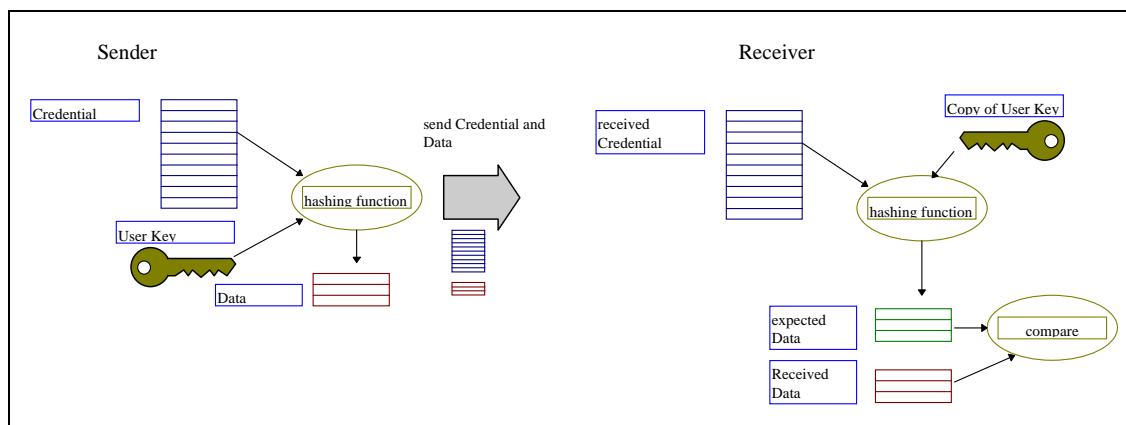 Sender
Receiver
Credential
send Credential and
Data
hashing function
User Key
Data
received
Credential
Copy of User Key
hashing function
expected
Data
compare
Received
Data